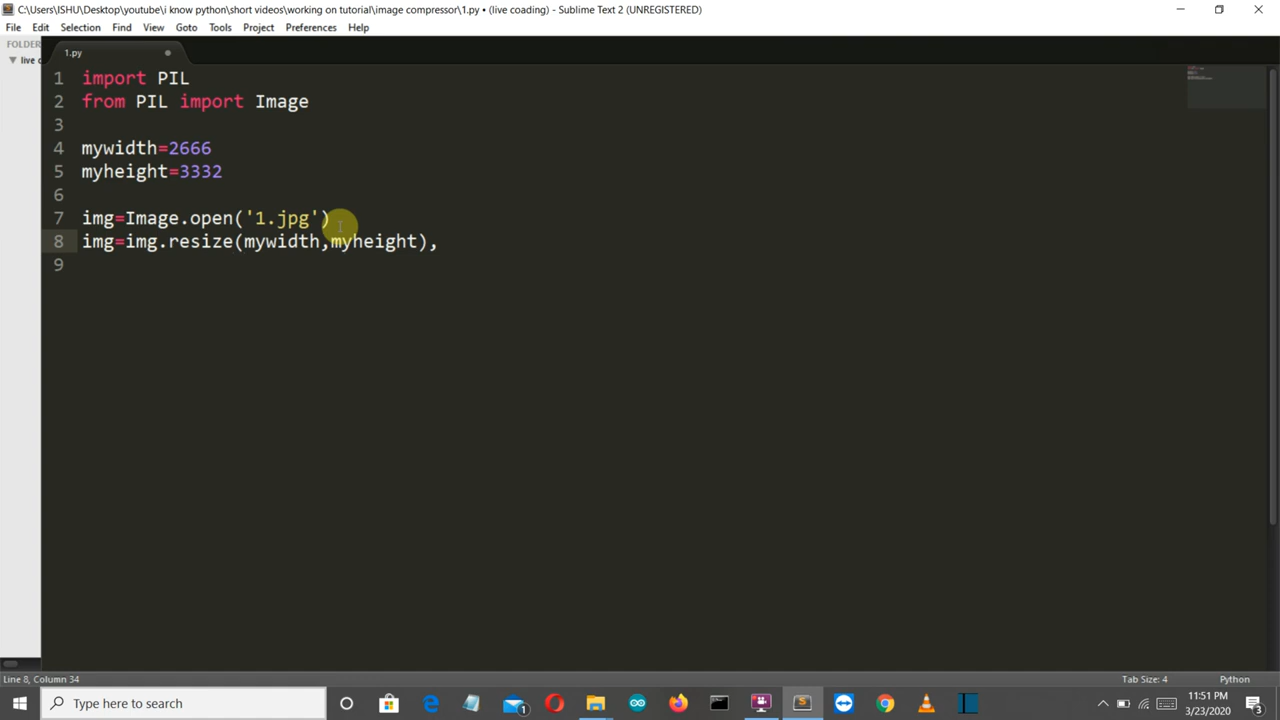 C:\Users\ISHU\Desktop\youtube\i know python\short videos\working on tutorial\image compressor\1.py • (live coading) - Sublime Text 2 (UNREGISTERED)
File Edit Selection Find View Goto Tools Project Preferences Help
FOLDER
live c
1.py
1 import PIL
2 from PIL import Image
3
4 mywidth=2666
5 myheight=3332
6
7 img=Image.open('1.jpg')
8 img=img.resize(mywidth,myheight),
9
Line 8, Column 34 Tab Size: 4 Python
Type here to search
1
11:51 PM
3/23/2020
3